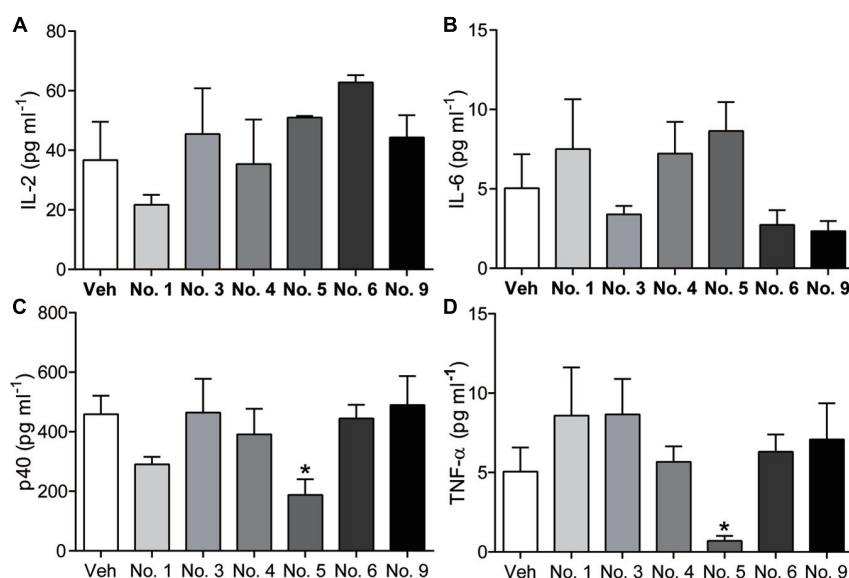 A
IL-2 (pg ml⁻¹)
80
60
40
20
0
Veh No. 1 No. 3 No. 4 No. 5 No. 6 No. 9
B
IL-6 (pg ml⁻¹)
15
10
5
0
Veh No. 1 No. 3 No. 4 No. 5 No. 6 No. 9
C
p40 (pg ml⁻¹)
800
600
400
200
0
*
Veh No. 1 No. 3 No. 4 No. 5 No. 6 No. 9
D
TNF-α (pg ml⁻¹)
15
10
5
0
*
Veh No. 1 No. 3 No. 4 No. 5 No. 6 No. 9